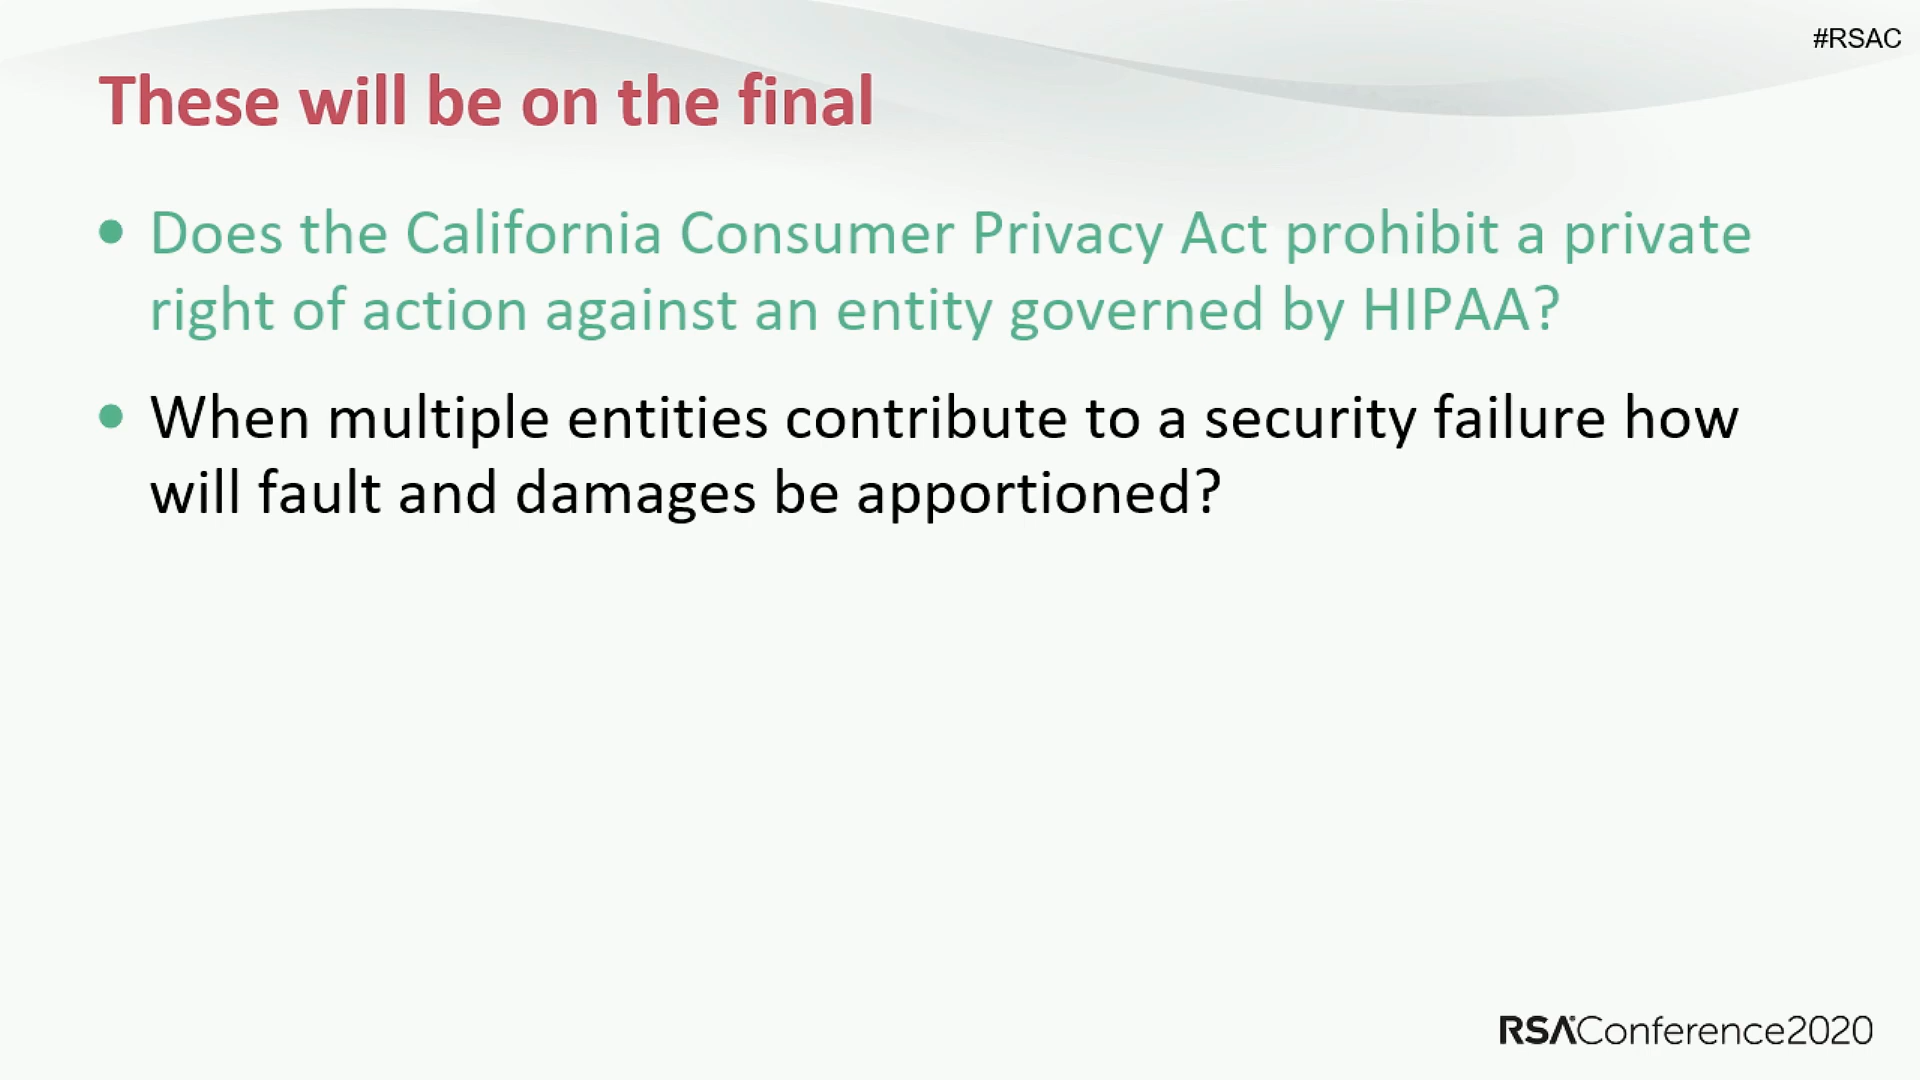 #RSAC
These will be on the final
• Does the California Consumer Privacy Act prohibit a private
right of action against an entity governed by HIPAA?
• When multiple entities contribute to a security failure how
will fault and damages be apportioned?
RSAConference2020